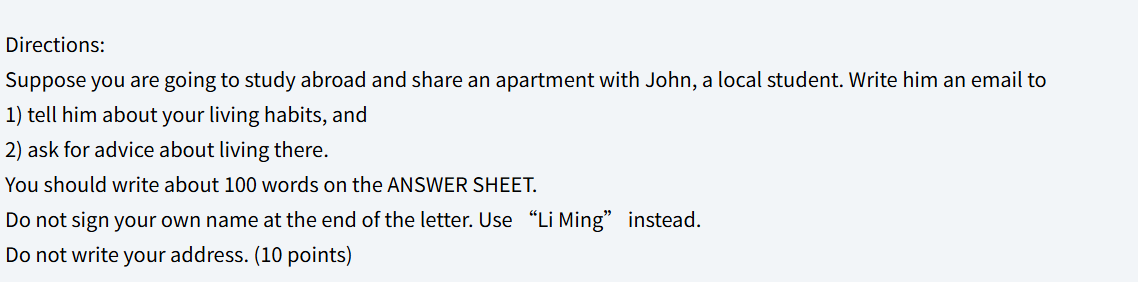 Directions:
Suppose you are going to study abroad and share an apartment with John, a local student. Write him an email to
1) tell him about your living habits, and
2) ask for advice about living there.
You should write about 100 words on the ANSWER SHEET.
Do not sign your own name at the end of the letter. Use “Li Ming” instead.
Do not write your address. (10 points)